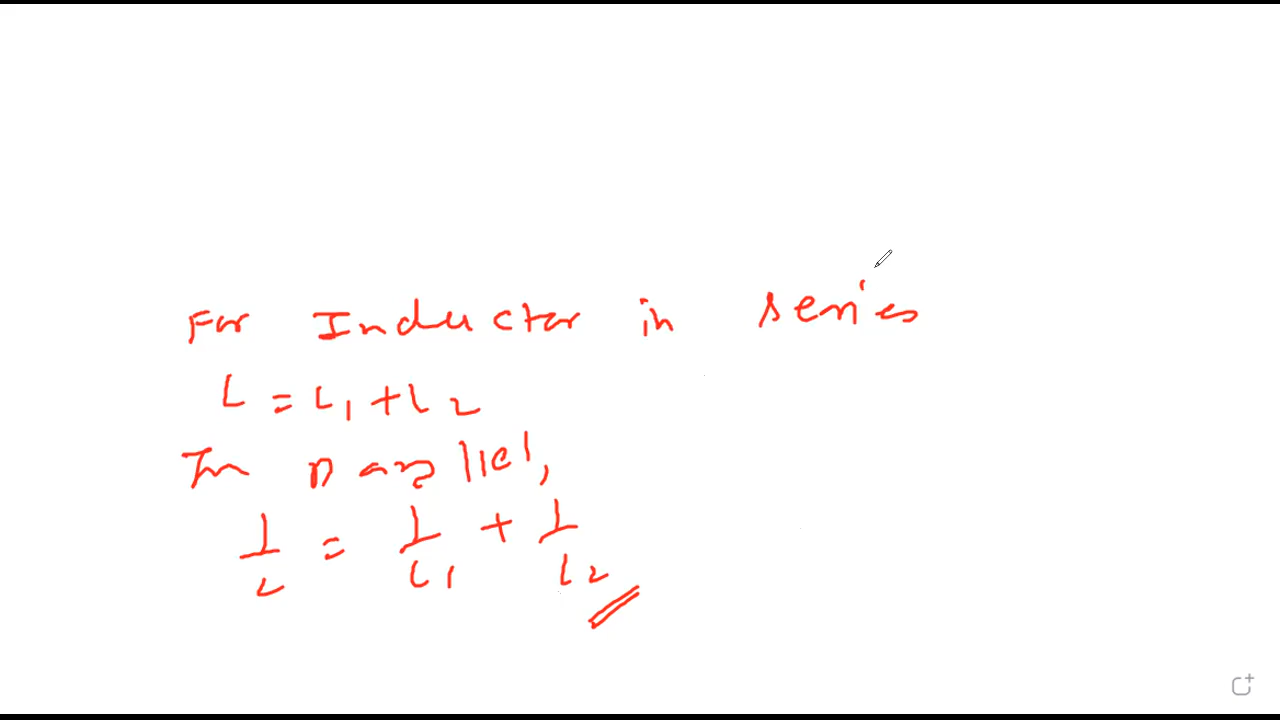 For Inductor in series
L = L1 + L2
In parallel,
1/L = 1/L1 + 1/L2